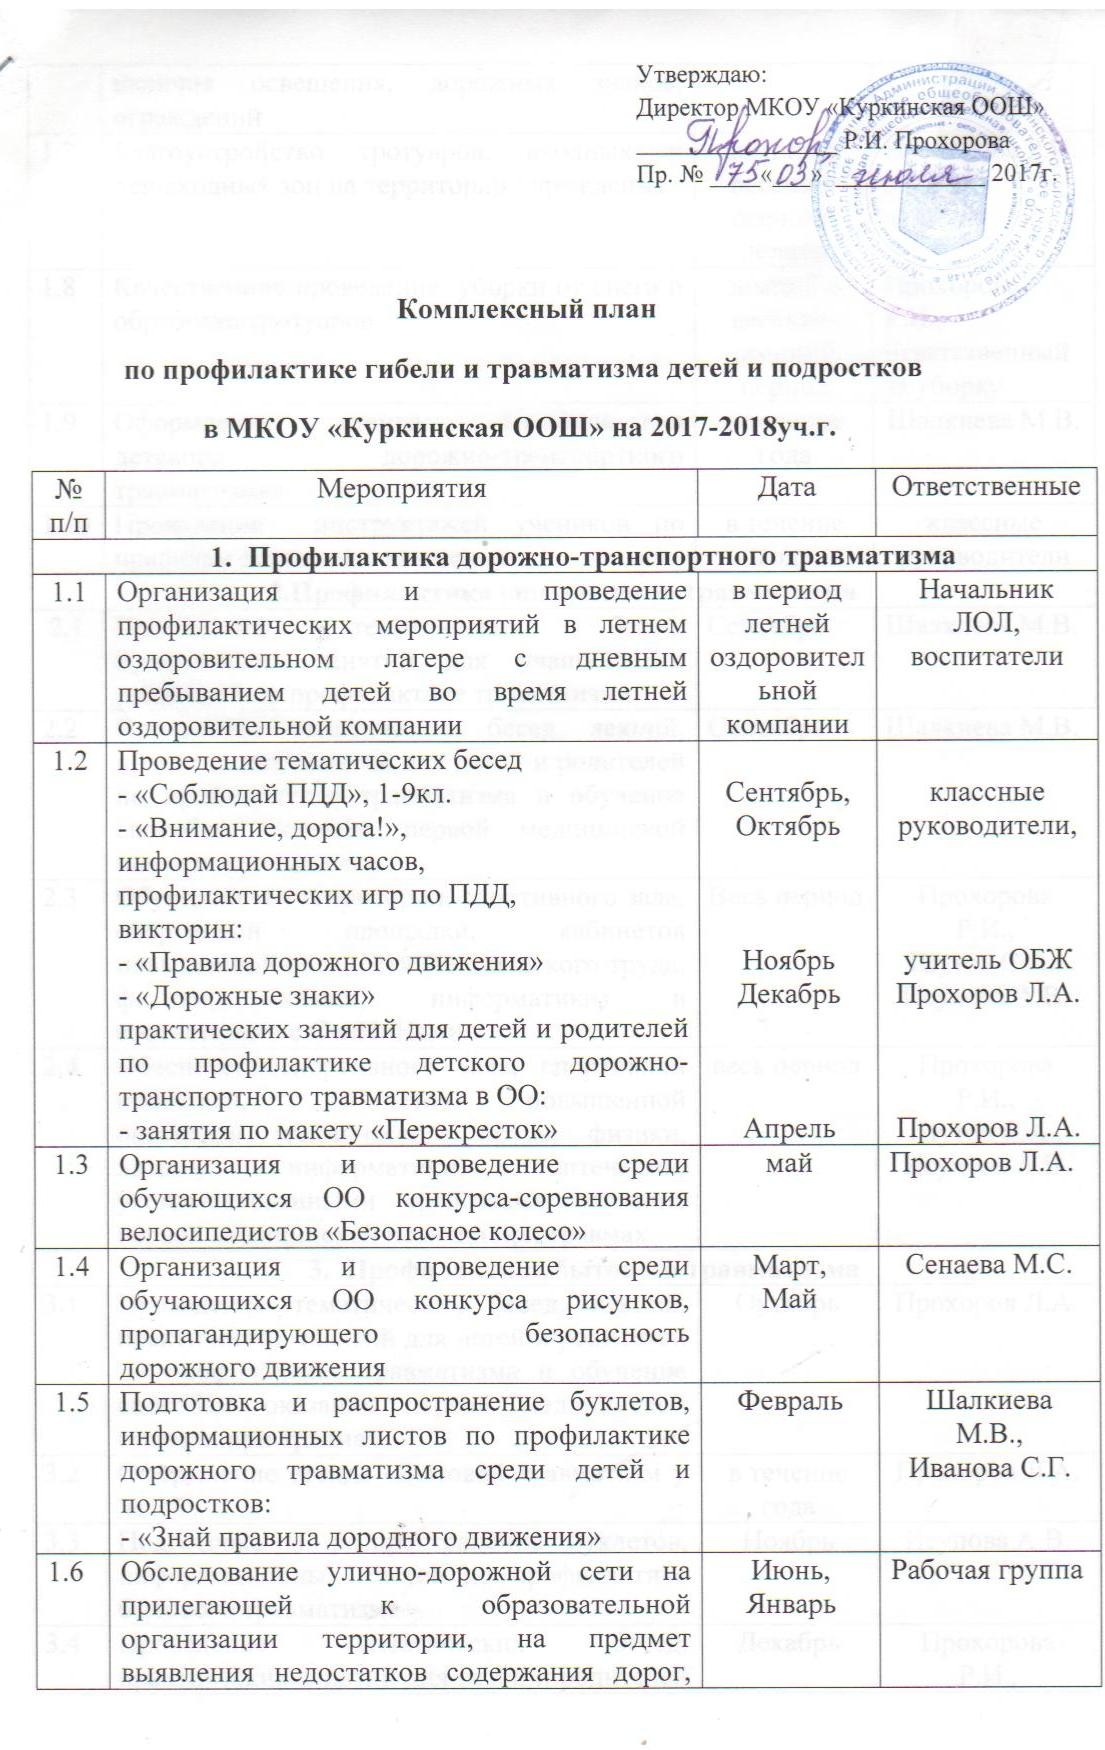 Утверждаю:
Директор МКОУ «Куркинская ООШ»
Прохор Р.И. Прохорова
Пр. № 175 «03» июля 2017г.
Комплексный план
по профилактике гибели и травматизма детей и подростков
в МКОУ «Куркинская ООШ» на 2017-2018уч.г.
№ п/п Мероприятия Дата Ответственные
1. Профилактика дорожно-транспортного травматизма
1.1 Организация и проведение в период Начальник
профилактических мероприятий в летнем летней ЛОЛ,
оздоровительном лагере с дневным оздоровител воспитатели
пребыванием детей во время летней ьной
оздоровительной компании компании
1.2 Проведение тематических бесед
- «Соблюдай ПДД», 1-9кл. Сентябрь, классные
- «Внимание, дорога!», Октябрь руководители,
информационных часов,
профилактических игр по ПДД,
викторин:
- «Правила дорожного движения» Ноябрь учитель ОБЖ
- «Дорожные знаки» Декабрь Прохоров Л.А.
практических занятий для детей и родителей
по профилактике детского дорожно-
транспортного травматизма в ОО:
- занятия по макету «Перекресток» Апрель Прохоров Л.А.
1.3 Организация и проведение среди май Прохоров Л.А.
обучающихся ОО конкурса-соревнования
велосипедистов «Безопасное колесо»
1.4 Организация и проведение среди Март, Сенаева М.С.
обучающихся ОО конкурса рисунков, Май
пропагандирующего безопасность
дорожного движения
1.5 Подготовка и распространение буклетов, Февраль Шалкиева
информационных листов по профилактике М.В.,
дорожного травматизма среди детей и Иванова С.Г.
подростков:
- «Знай правила дородного движения»
1.6 Обследование улично-дорожной сети на Июнь, Рабочая группа
прилегающей к образовательной Январь
организации территории, на предмет
выявления недостатков содержания дорог,